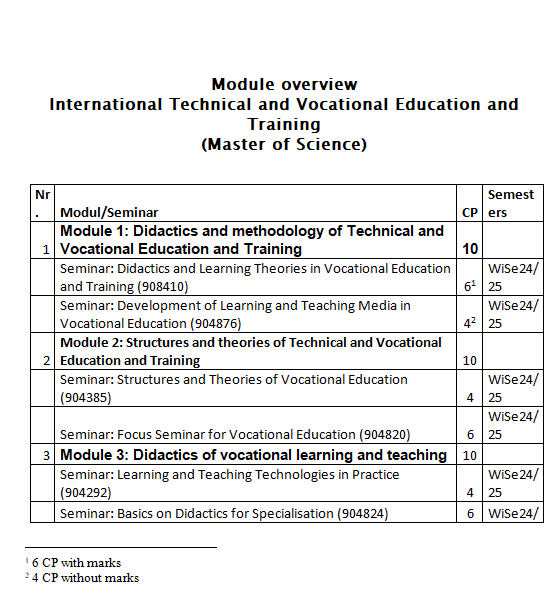 Module overview
International Technical and Vocational Education and
Training
(Master of Science)
Nr
.
Modul/Seminar
CP
Semest
ers
1
Module 1: Didactics and methodology of Technical and
Vocational Education and Training
10
Seminar: Didactics and Learning Theories in Vocational Education
and Training (908410)
6¹
WiSe24/
25
Seminar: Development of Learning and Teaching Media in
Vocational Education (904876)
4²
WiSe24/
25
2
Module 2: Structures and theories of Technical and Vocational
Education and Training
10
Seminar: Structures and Theories of Vocational Education
(904385)
4
WiSe24/
25
Seminar: Focus Seminar for Vocational Education (904820)
6
WiSe24/
25
3
Module 3: Didactics of vocational learning and teaching
10
Seminar: Learning and Teaching Technologies in Practice
(904292)
4
WiSe24/
25
Seminar: Basics on Didactics for Specialisation (904824)
6
WiSe24/
¹ 6 CP with marks
² 4 CP without marks